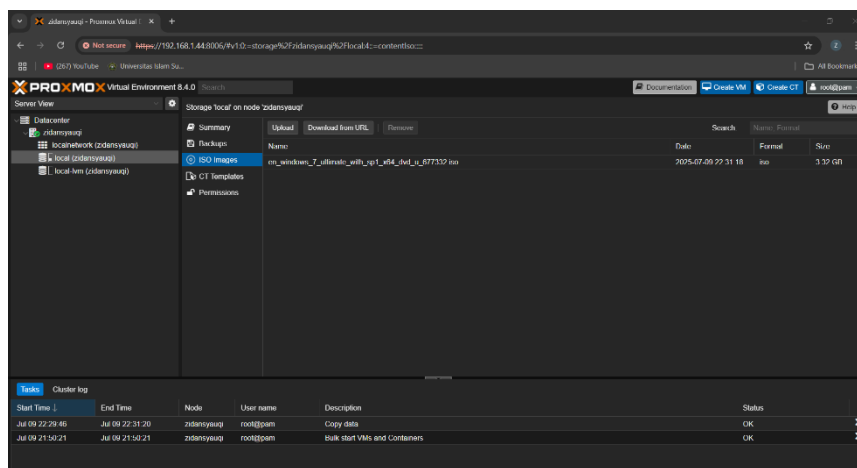 zidansyauqi - Proxmox Virtual E
Not secure https://192.168.1.44:8006/#v1:0:=storage%2Fzidansyauqi%2Flocal:4::=contentIso:::::
(267) YouTube Universitas Islam Su... All Bookmark
PROXMOX Virtual Environment 8.4.0 Search Documentation Create VM Create CT root@pam
Server View Storage 'local' on node 'zidansyauqi' Help
Datacenter
zidansyauqi
localnetwork (zidansyauqi)
local (zidansyauqi)
local-lvm (zidansyauqi)
Summary
Backups
ISO Images
CT Templates
Permissions
Upload Download from URL Remove Search Name, Format
Name Date Format Size
en_windows_7_ultimate_with_sp1_x64_dvd_u_677332.iso 2025-07-09 22:31:18 iso 3.32 GB
Tasks Cluster log
Start Time ↓ End Time Node User name Description Status
Jul 09 22:29:46 Jul 09 22:31:20 zidansyauqi root@pam Copy data OK
Jul 09 21:50:21 Jul 09 21:50:21 zidansyauqi root@pam Bulk start VMs and Containers OK